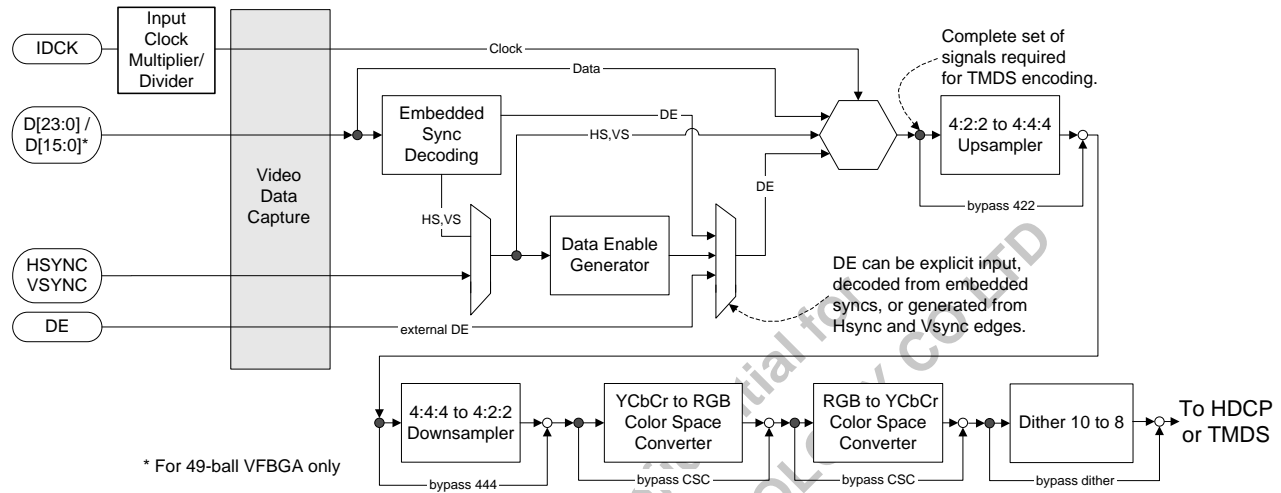 IDCK
Input
Clock
Multiplier/
Divider
Clock
Complete set of
signals required
for TMDS encoding.
Data
D[23:0] /
D[15:0]*
Embedded
Sync
Decoding
DE
HS,VS
4:2:2 to 4:4:4
Upsampler
bypass 422
Video
Data
Capture
HS,VS
DE
Data Enable
Generator
HSYNC
VSYNC
DE can be explicit input,
decoded from embedded
syncs, or generated from
Hsync and Vsync edges.
DE
external DE
4:4:4 to 4:2:2
Downsampler
YCbCr to RGB
Color Space
Converter
RGB to YCbCr
Color Space
Converter
Dither 10 to 8
To HDCP
or TMDS
* For 49-ball VFBGA only
bypass 444
bypass CSC
bypass CSC
bypass dither
for
CO LTD